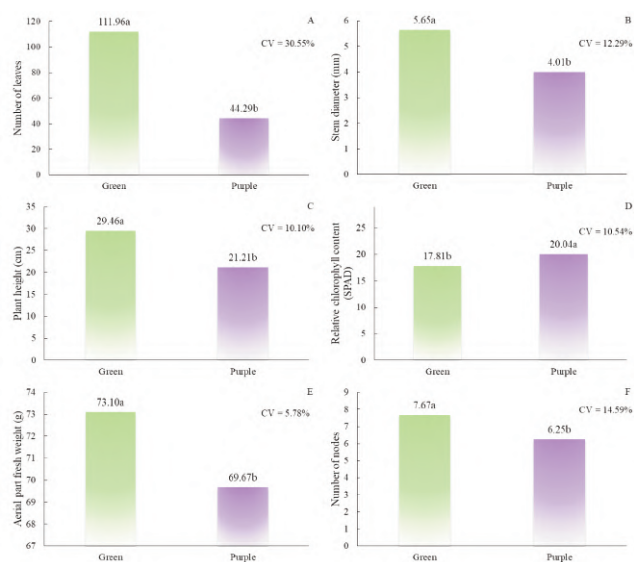 A
111.96a
CV = 30.55%
Number of leaves
120
100
80
60
40
20
0
44.29b
Green
Purple
B
5.65a
CV = 12.29%
Stem diameter (mm)
6
5
4
3
2
1
0
4.01b
Green
Purple
C
29.46a
CV = 10.10%
Plant height (cm)
35
30
25
20
15
10
5
0
21.21b
Green
Purple
D
CV = 10.54%
Relative chlorophyll content
(SPAD)
25
20
15
10
5
0
17.81b
20.04a
Green
Purple
E
73.10a
CV = 5.78%
Aerial part fresh weight (g)
74
73
72
71
70
69
68
67
69.67b
Green
Purple
F
7.67a
CV = 14.59%
Number of nodes
9
8
7
6
5
4
3
2
1
0
6.25b
Green
Purple